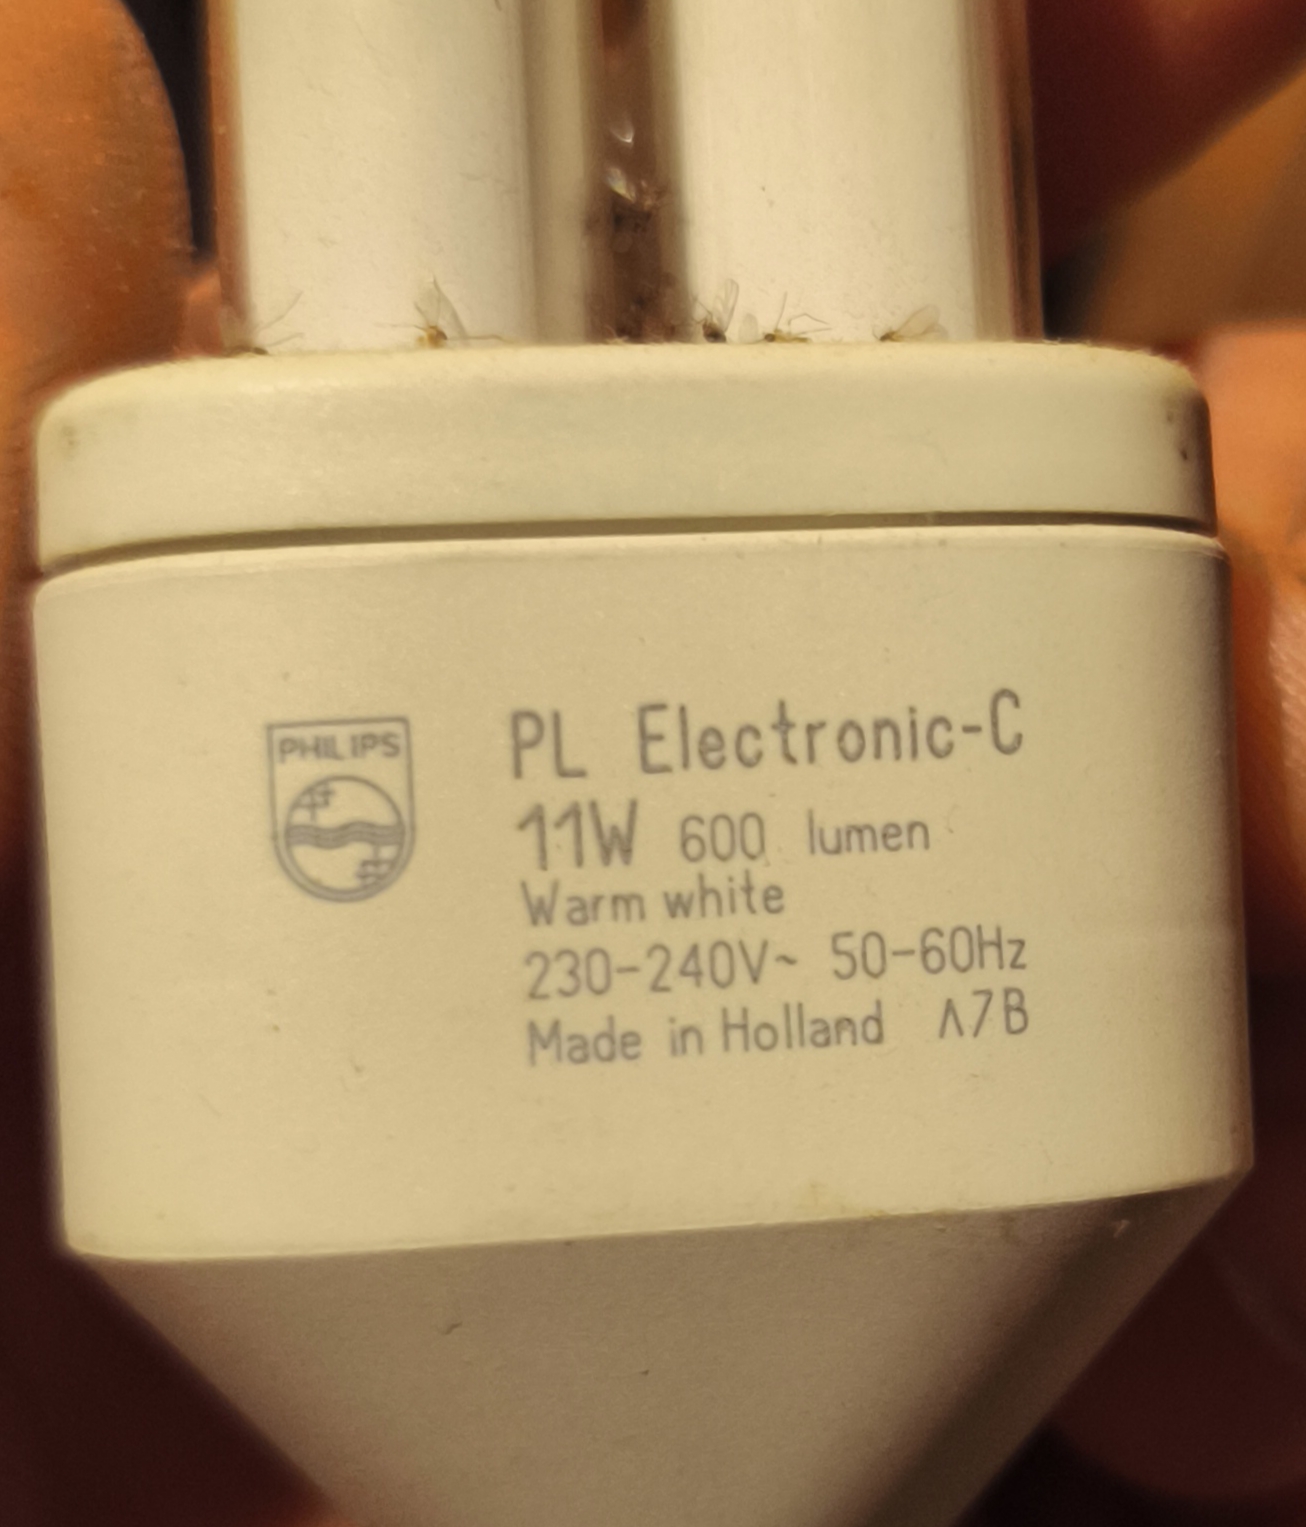 PHILIPS
PL Electronic-C
11W 600 lumen
Warm white
230-240V~ 50-60Hz
Made in Holland Λ7B